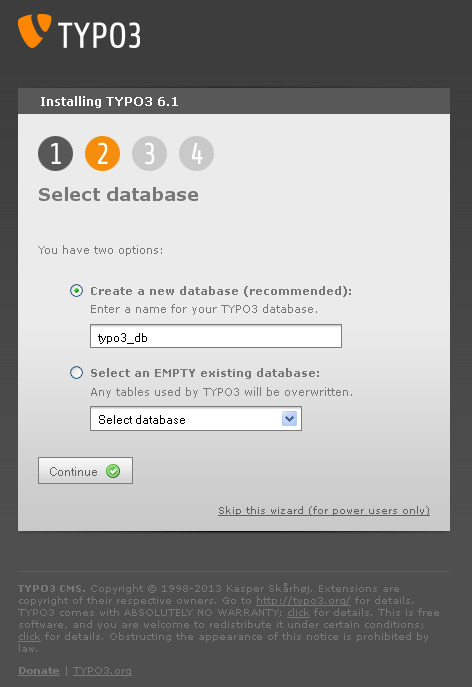 TYPO3
Installing TYPO3 6.1
1 2 3 4
Select database
You have two options:
Create a new database (recommended):
Enter a name for your TYPO3 database.
typo3_db
Select an EMPTY existing database:
Any tables used by TYPO3 will be overwritten.
Select database
Continue
Skip this wizard (for power users only)
TYPO3 CMS. Copyright © 1998-2013 Kasper Skårhøj. Extensions are
copyright of their respective owners. Go to http://typo3.org/ for details.
TYPO3 comes with ABSOLUTELY NO WARRANTY; click for details. This is free
software, and you are welcome to redistribute it under certain conditions;
click for details. Obstructing the appearance of this notice is prohibited by
law.
Donate | TYPO3.org